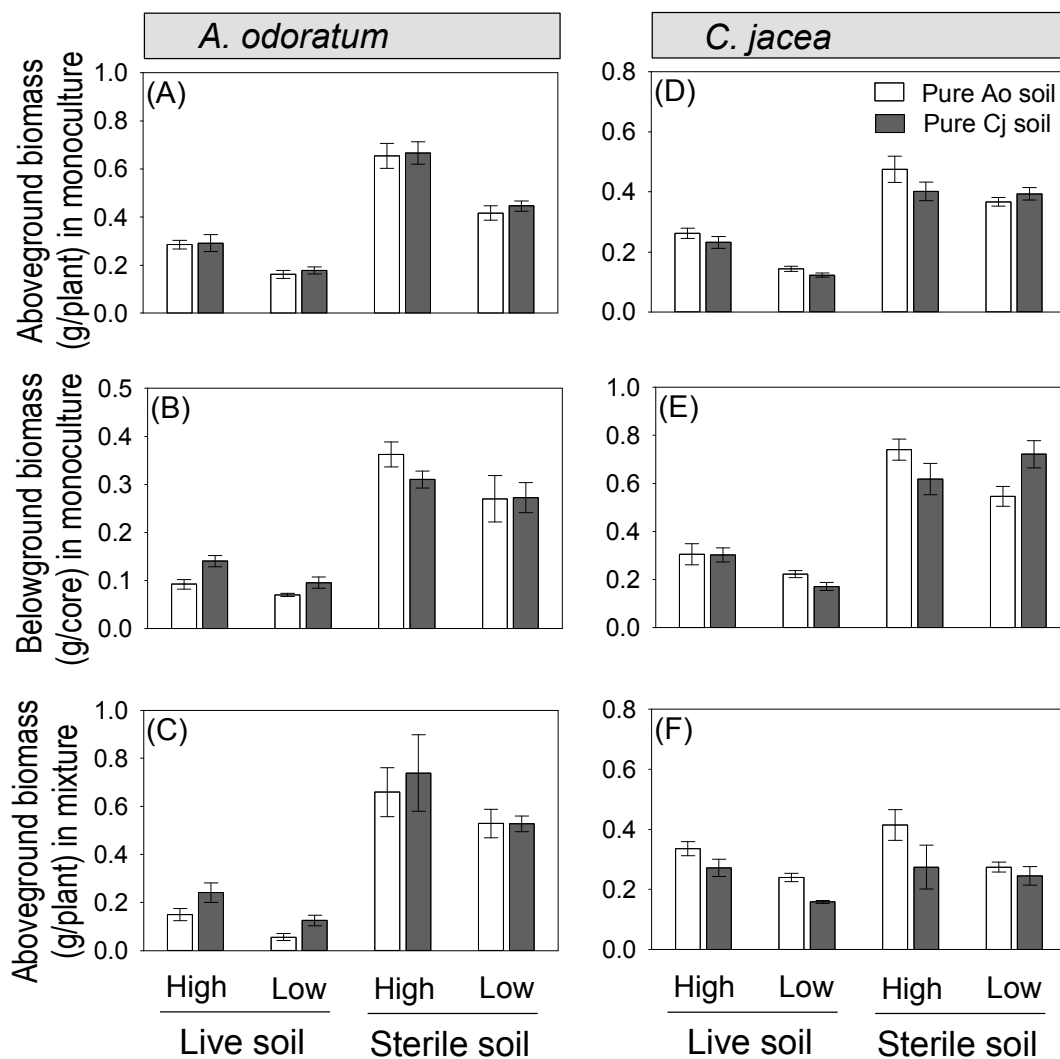 A. odoratum
C. jacea
Aboveground biomass
(g/plant) in monoculture
(A)
1.0
0.8
0.6
0.4
0.2
0.0
(D)
0.8
0.6
0.4
0.2
0.0
Pure Ao soil
Pure Cj soil
Belowground biomass
(g/core) in monoculture
(B)
0.5
0.4
0.3
0.2
0.1
0.0
(E)
1.0
0.8
0.6
0.4
0.2
0.0
Aboveground biomass
(g/plant) in mixture
(C)
1.0
0.8
0.6
0.4
0.2
0.0
(F)
0.8
0.6
0.4
0.2
0.0
High Low High Low
Live soil Sterile soil
High Low High Low
Live soil Sterile soil